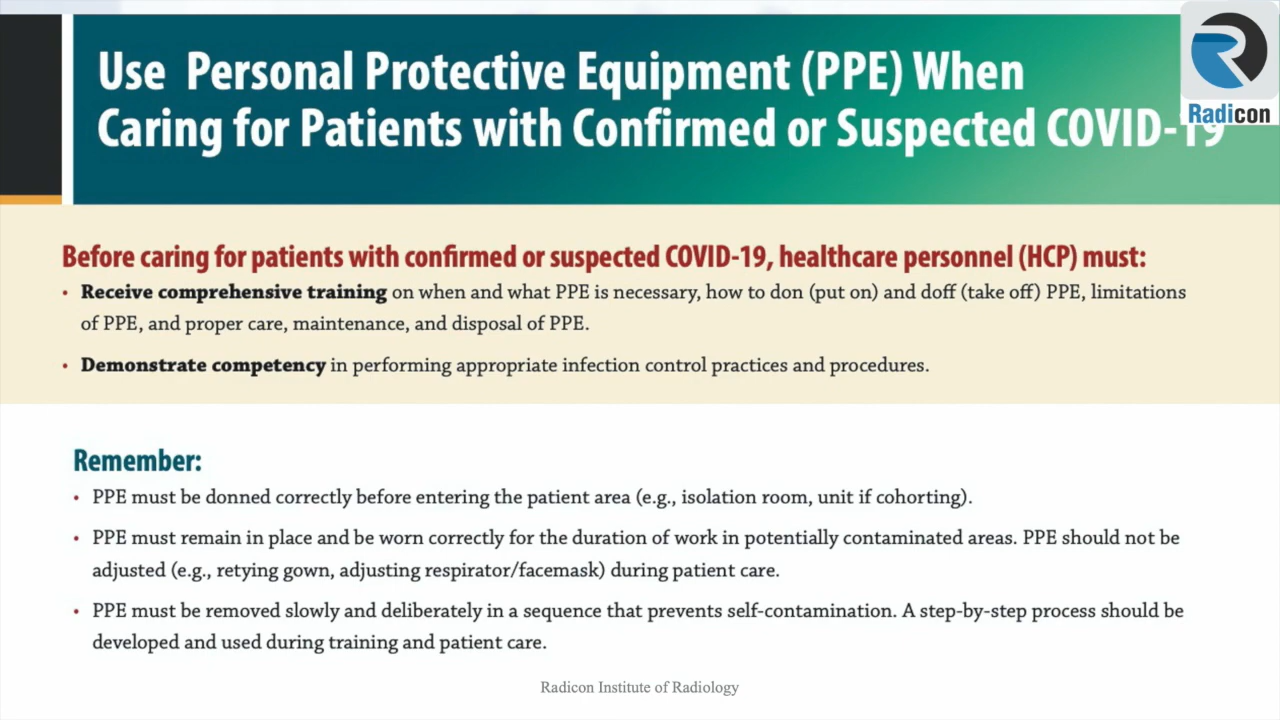 Use Personal Protective Equipment (PPE) When
Caring for Patients with Confirmed or Suspected COVID-19
Radicon
Before caring for patients with confirmed or suspected COVID-19, healthcare personnel (HCP) must:
• Receive comprehensive training on when and what PPE is necessary, how to don (put on) and doff (take off) PPE, limitations
of PPE, and proper care, maintenance, and disposal of PPE.
• Demonstrate competency in performing appropriate infection control practices and procedures.
Remember:
• PPE must be donned correctly before entering the patient area (e.g., isolation room, unit if cohorting).
• PPE must remain in place and be worn correctly for the duration of work in potentially contaminated areas. PPE should not be
adjusted (e.g., retying gown, adjusting respirator/facemask) during patient care.
• PPE must be removed slowly and deliberately in a sequence that prevents self-contamination. A step-by-step process should be
developed and used during training and patient care.
Radicon Institute of Radiology